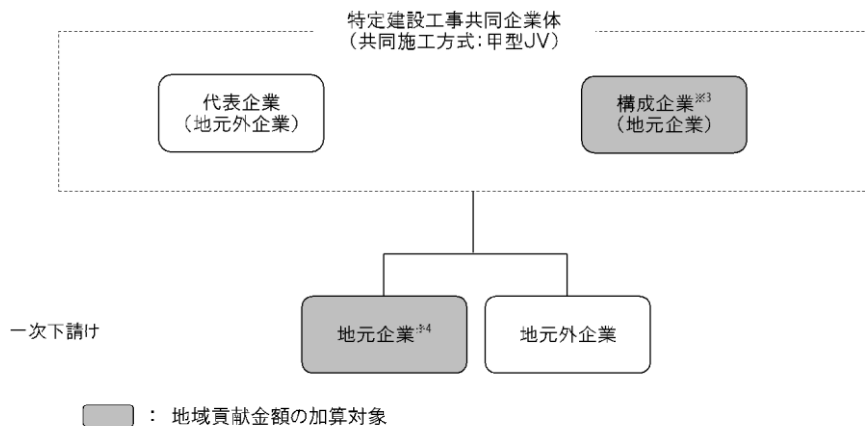 特定建設工事共同企業体
（共同施工方式：甲型JV）
代表企業
（地元外企業）
構成企業※3
（地元企業）
一次下請け
地元企業※4
地元外企業
： 地域貢献金額の加算対象